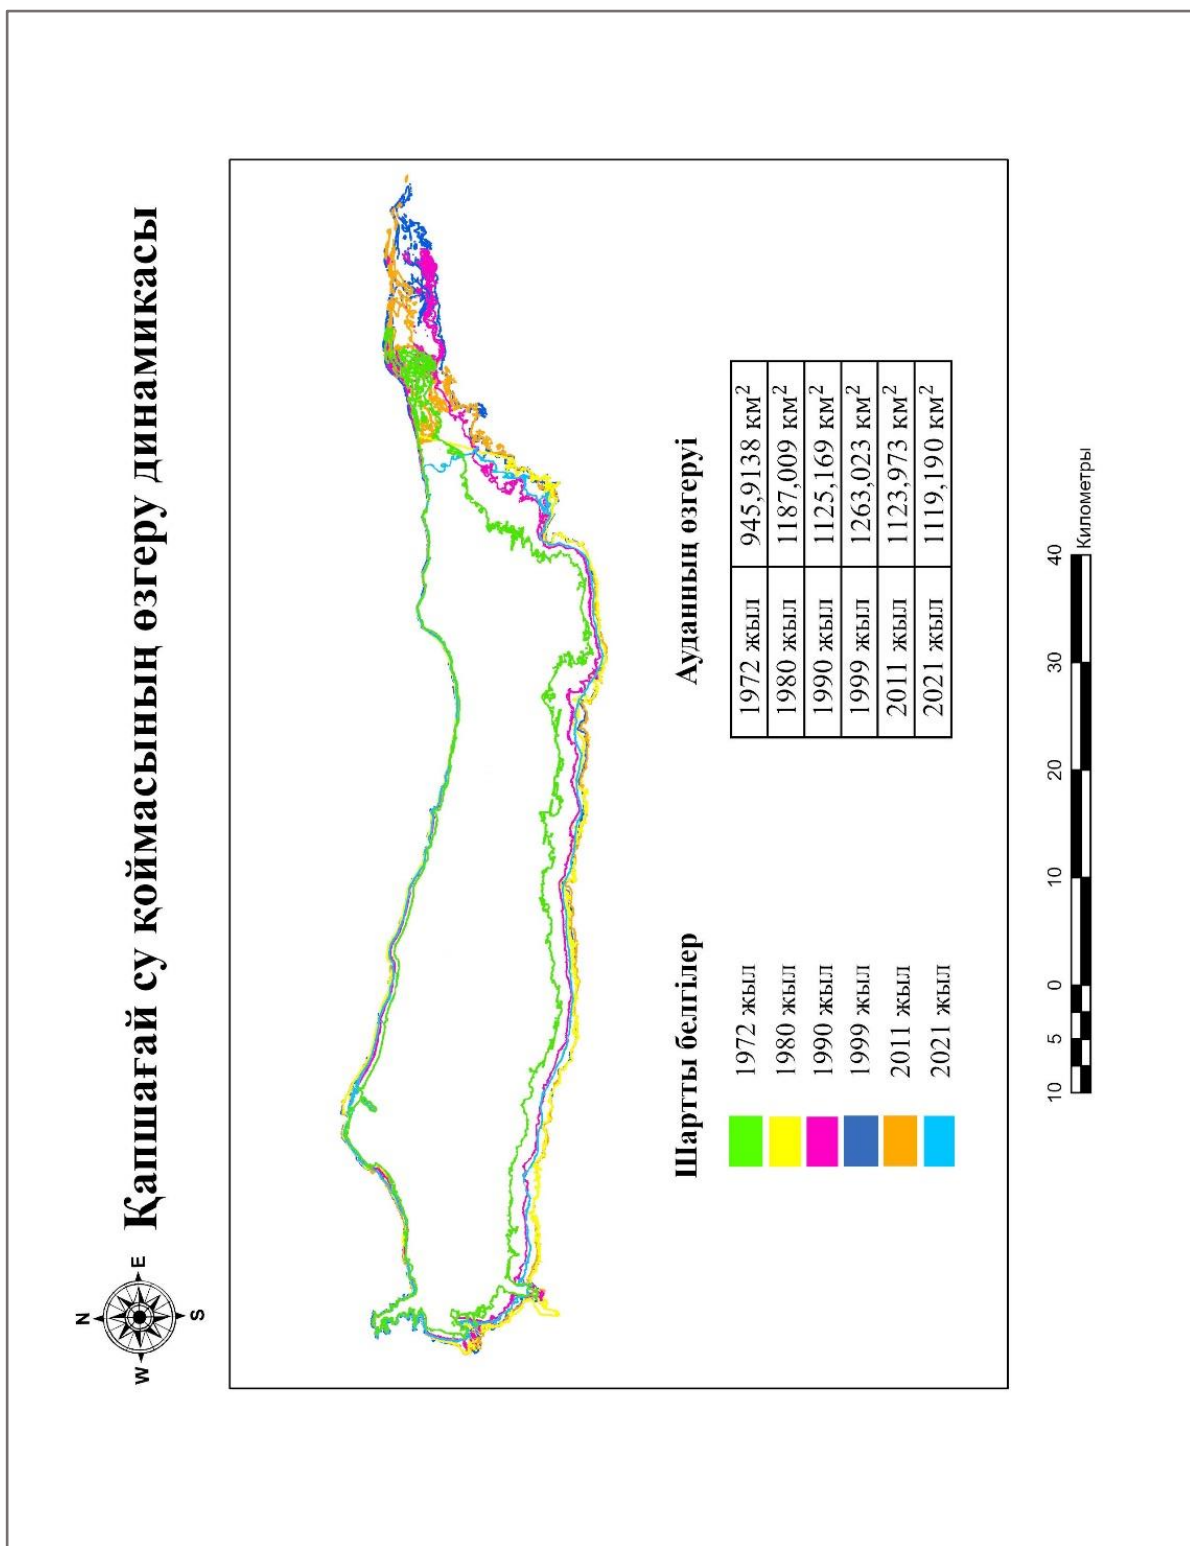 Қапшағай су қоймасының өзгеру динамикасы
N
W
E
S
Шартты белгілер
1972 жыл
1980 жыл
1990 жыл
1999 жыл
2011 жыл
2021 жыл
Ауданның өзгеруі
1972 жыл 945,9138 км²
1980 жыл 1187,009 км²
1990 жыл 1125,169 км²
1999 жыл 1263,023 км²
2011 жыл 1123,973 км²
2021 жыл 1119,190 км²
10 5 0 10 20 30 40
Километры